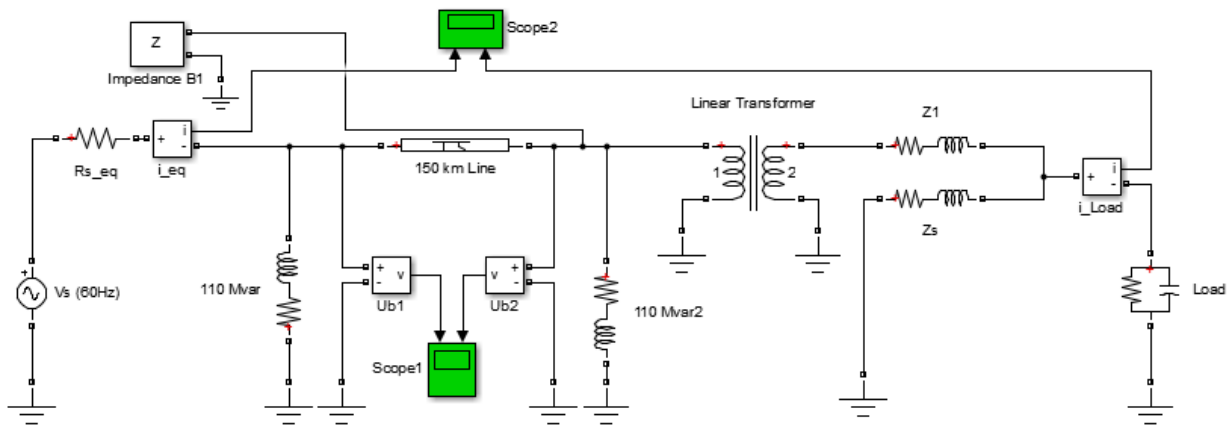 Scope2
Z
Impedance B1
Linear Transformer
Z1
+
i
-
Rs_eq
i_eq
150 km Line
1
2
+
i
-
i_Load
Zs
+
Vs (60Hz)
110 Mvar
+
-
v
Ub1
v
+
-
Ub2
110 Mvar2
Load
Scope1